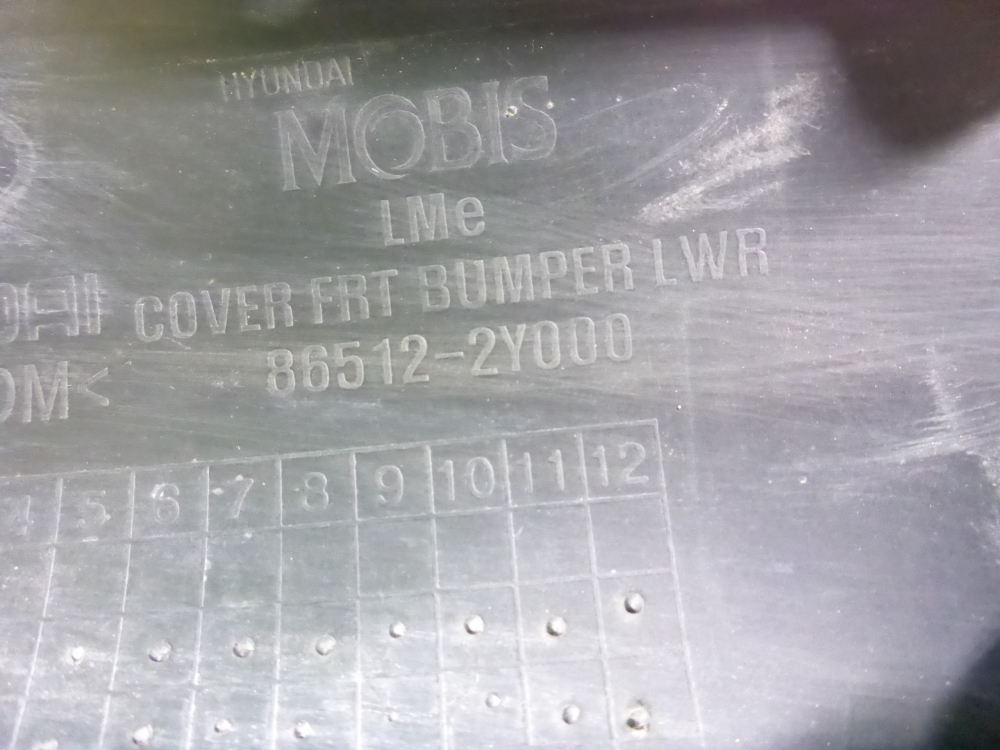 HYUNDAI
MOBIS
LMe
COVER FRT BUMPER LWR
86512-2Y000
5 6 7 8 9 10 11 12